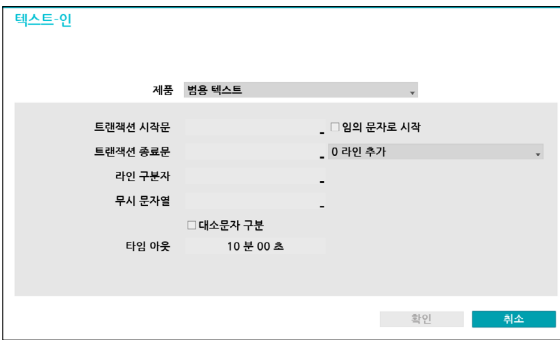 텍스트-인
제품 범용 텍스트
트랜잭션 시작문 임의 문자로 시작
트랜잭션 종료문 0 라인 추가
라인 구분자
무시 문자열
대소문자 구분
타임 아웃 10 분 00 초
확인 취소